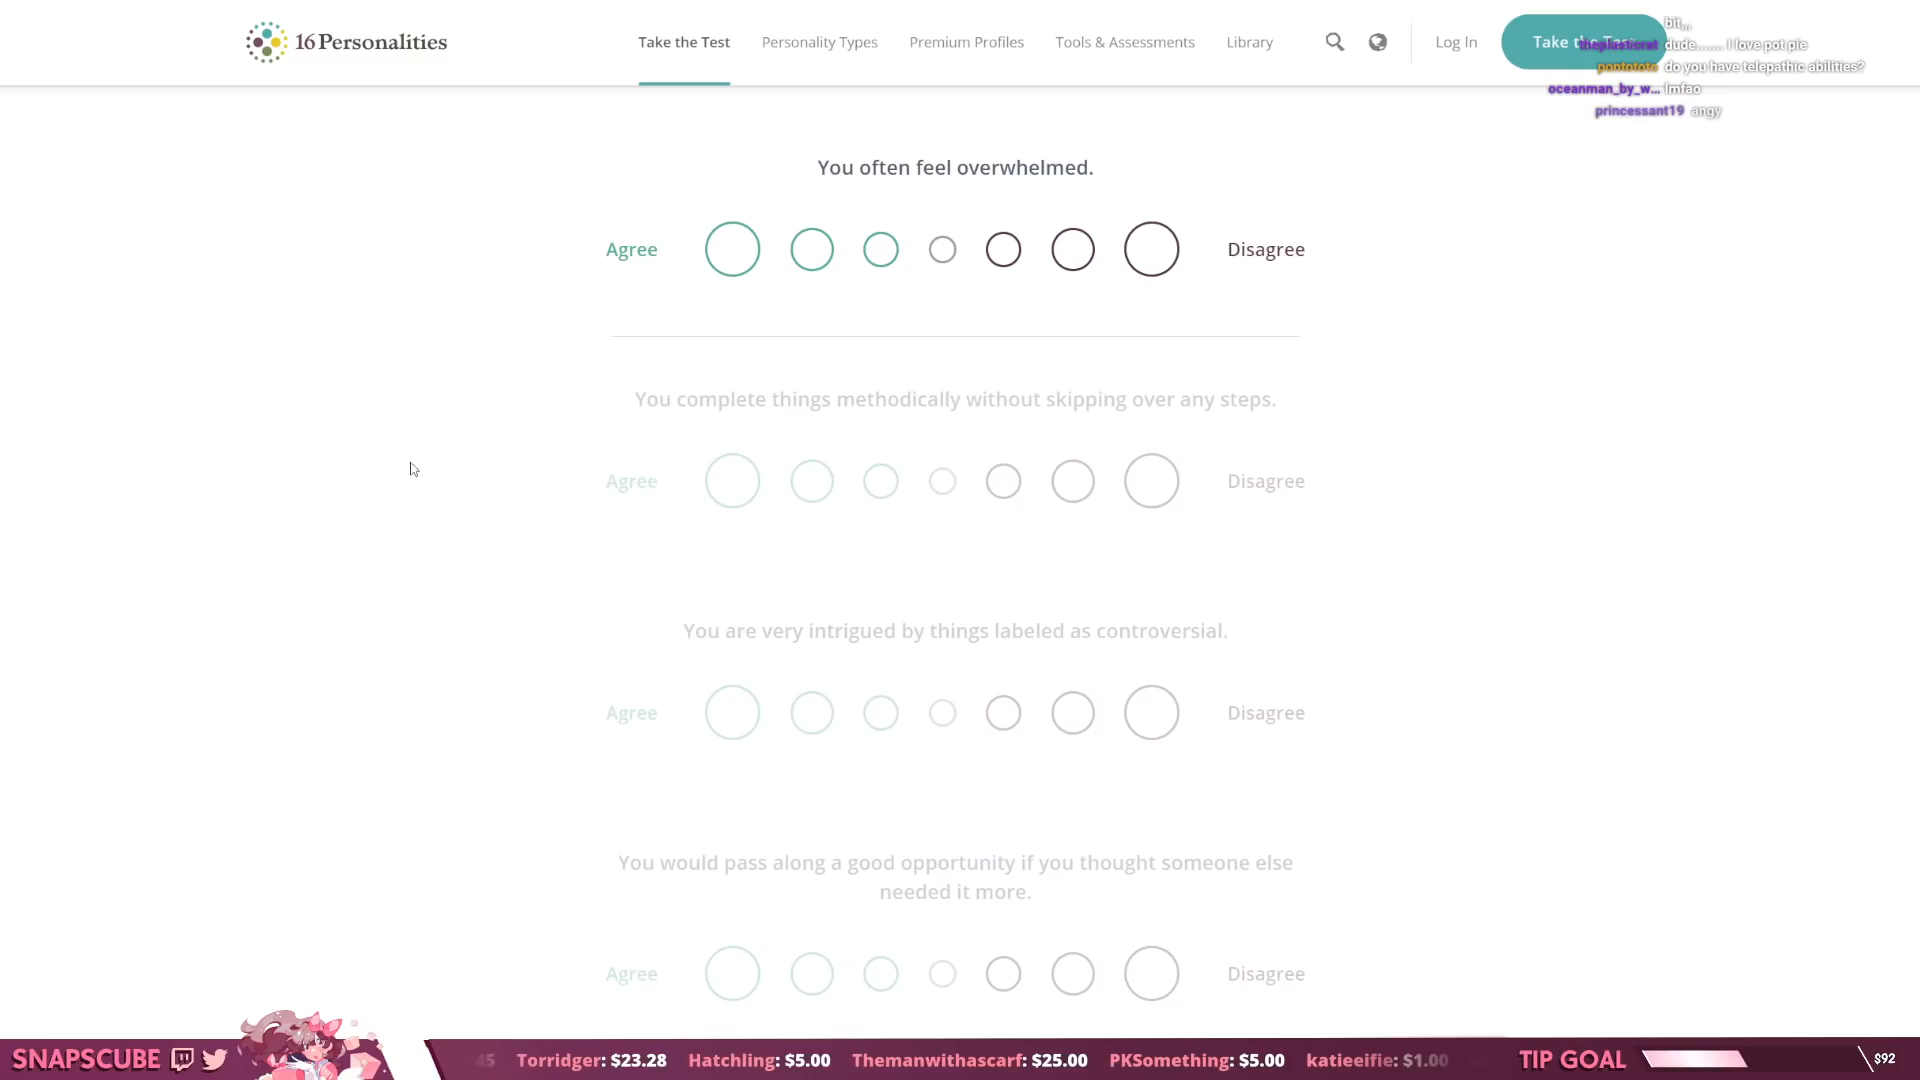 16Personalities
Take the Test
Personality Types
Premium Profiles
Tools & Assessments
Library
Log In
bit,,,
theplasticrat dude....... I love pot pie
pontototo do you have telepathic abilities?
oceanman_by_w... lmfao
princessant19 angy
You often feel overwhelmed.
Agree
Disagree
You complete things methodically without skipping over any steps.
Agree
Disagree
You are very intrigued by things labeled as controversial.
Agree
Disagree
You would pass along a good opportunity if you thought someone else
needed it more.
Agree
Disagree
SNAPSCUBE
45 Torridger: $23.28 Hatchling: $5.00 Themanwithascarf: $25.00 PKSomething: $5.00 katieeifie: $1.00
TIP GOAL
$92